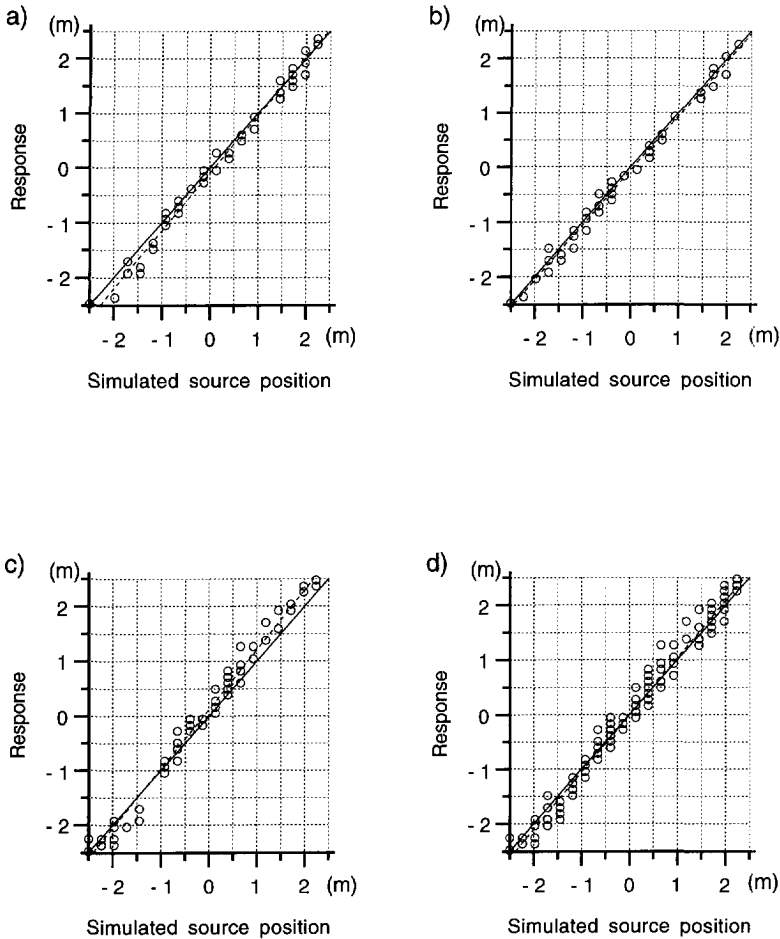 a)
(m)
2
1
0
- 1
- 2
Response
- 2 - 1 0 1 2 (m)
Simulated source position
b)
(m)
2
1
0
- 1
- 2
Response
- 2 - 1 0 1 2 (m)
Simulated source position
c)
(m)
2
1
0
- 1
- 2
Response
- 2 - 1 0 1 2 (m)
Simulated source position
d)
(m)
2
1
0
- 1
- 2
Response
- 2 - 1 0 1 2 (m)
Simulated source position